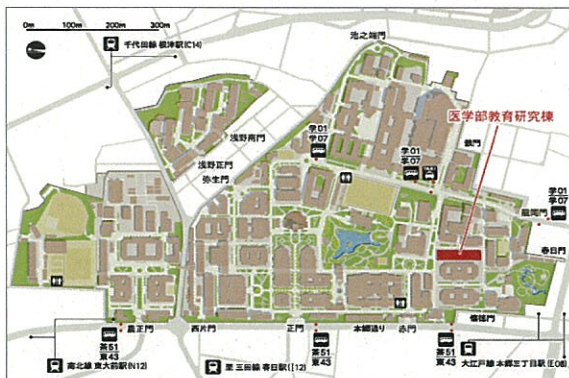 0 100m 200m 300m
千代田線 根津駅(C14)
池之端門
医学部教育研究棟
浅野南門
学01
学07
学01
学07
鉄門
浅野正門
弥生門
学01
学07
龍岡門
春日門
懐徳門
農正門
西片門
正門
本郷通り
赤門
茶51
東43
茶51
東43
茶51
東43
南北線 東大前駅(N12)
至 三田線 春日駅(I12)
大江戸線 本郷三丁目駅(E08)